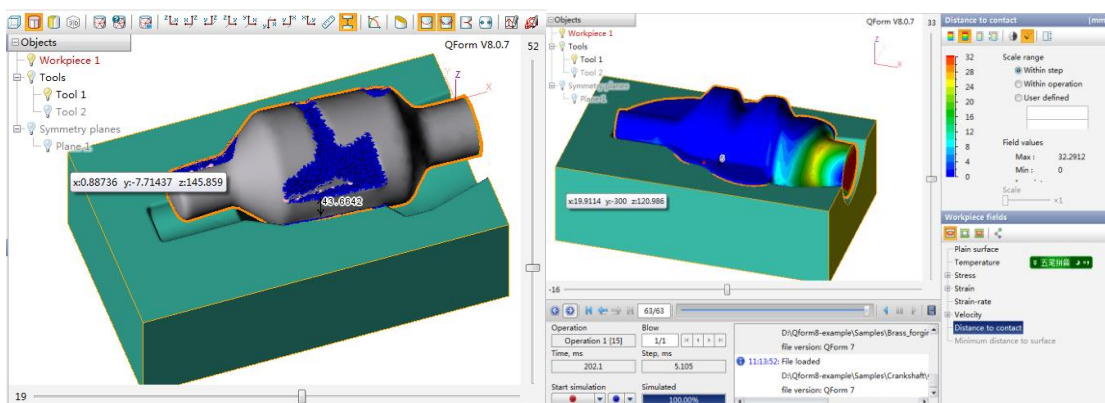 Objects
QForm V8.0.7
52
Workpiece 1
Tools
Tool 1
Tool 2
Symmetry planes
Plane 1
Z
X
x:0.88736 y:-7.71437 z:145.859
43.6642
19
Objects
QForm V8.0.7
33
Workpiece 1
Tools
Tool 1
Tool 2
Symmetry planes
Plane 1
Z
X
6
x:19.9114 y:-300 z:120.986
-16
63/63
Operation
Blow
Operation 1 [15]
1/1
Time, ms
Step, ms
202.1
5.105
Start simulation
Simulated
100.00%
D:\Qform8-example\Samples\Brass_forgin
file version: QForm 7
11:13:52: File loaded
D:\Qform8-example\Samples\Crankshaft\
file version: QForm 7
Distance to contact
(mm
32
28
24
20
16
12
8
4
0
Scale range
Within step
Within operation
User defined
Field values
Max :
32.2912
Min :
0
Scale
×1
Workpiece fields
Plain surface
Temperature
五笔拼音
Stress
Strain
Strain-rate
Velocity
Distance to contact
Minimum distance to surface